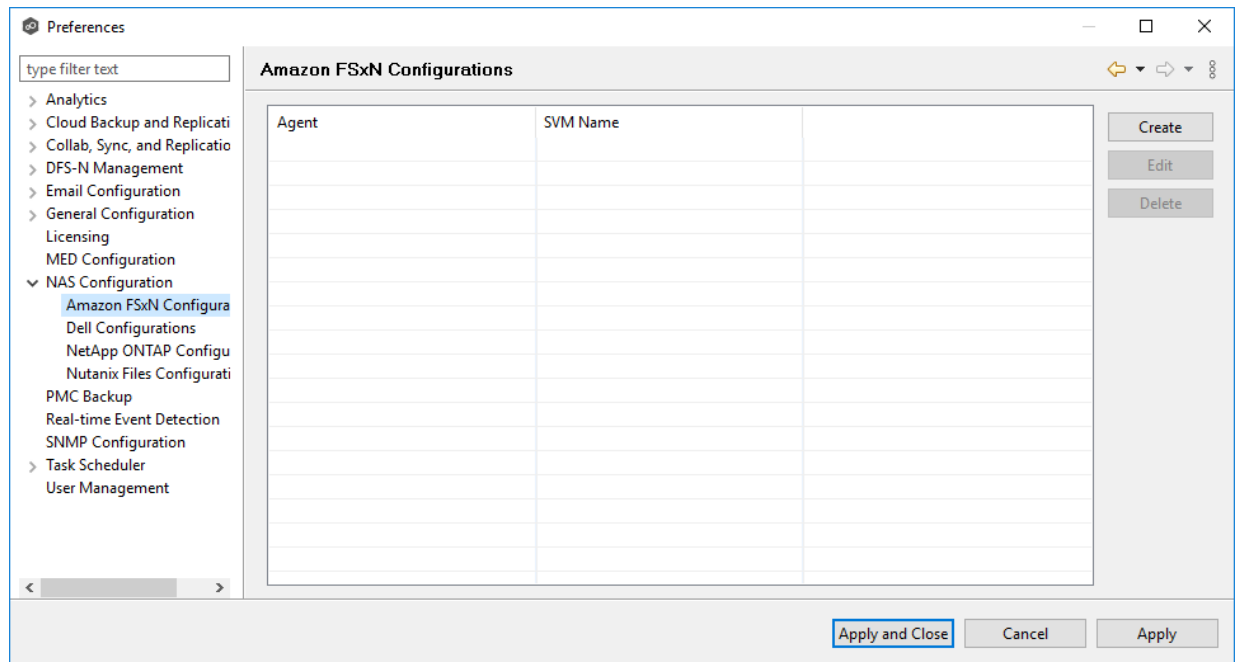 Preferences
type filter text
Analytics
Cloud Backup and Replicati
Collab, Sync, and Replicatio
DFS-N Management
Email Configuration
General Configuration
Licensing
MED Configuration
NAS Configuration
Amazon FSxN Configura
Dell Configurations
NetApp ONTAP Configu
Nutanix Files Configurati
PMC Backup
Real-time Event Detection
SNMP Configuration
Task Scheduler
User Management
Amazon FSxN Configurations
Agent SVM Name
Create
Edit
Delete
Apply and Close Cancel Apply